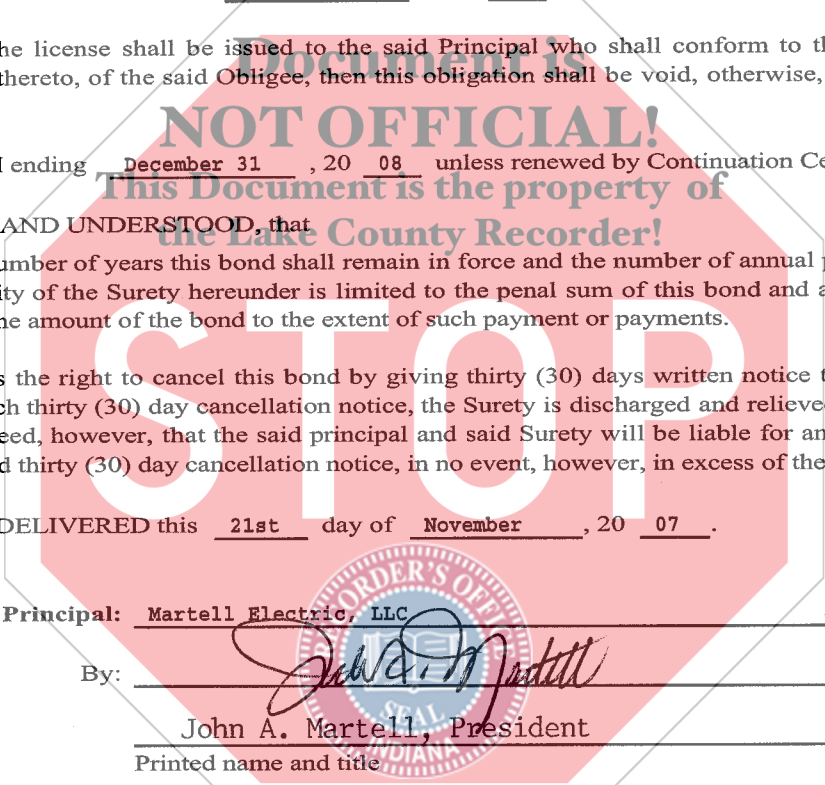 he license shall be issued to the said Principal who shall conform to th
Document is
thereto, of the said Obligee, then this obligation shall be void, otherwise,
NOT OFFICIAL!
ending December 31 , 20 08 unless renewed by Continuation Ce
This Document is the property of
AND UNDERSTOOD, that
the Lake County Recorder!
umber of years this bond shall remain in force and the number of annual p
ity of the Surety hereunder is limited to the penal sum of this bond and a
he amount of the bond to the extent of such payment or payments.
STOP
s the right to cancel this bond by giving thirty (30) days written notice t
ch thirty (30) day cancellation notice, the Surety is discharged and relieve
eed, however, that the said principal and said Surety will be liable for an
d thirty (30) day cancellation notice, in no event, however, in excess of the
DELIVERED this 21st day of November , 20 07 .
RECORDER'S OFFICE
Principal: Martell Electric, LLC
By: John A. Martell
SEAL
John A. Martell, President
INDIANA
Printed name and title